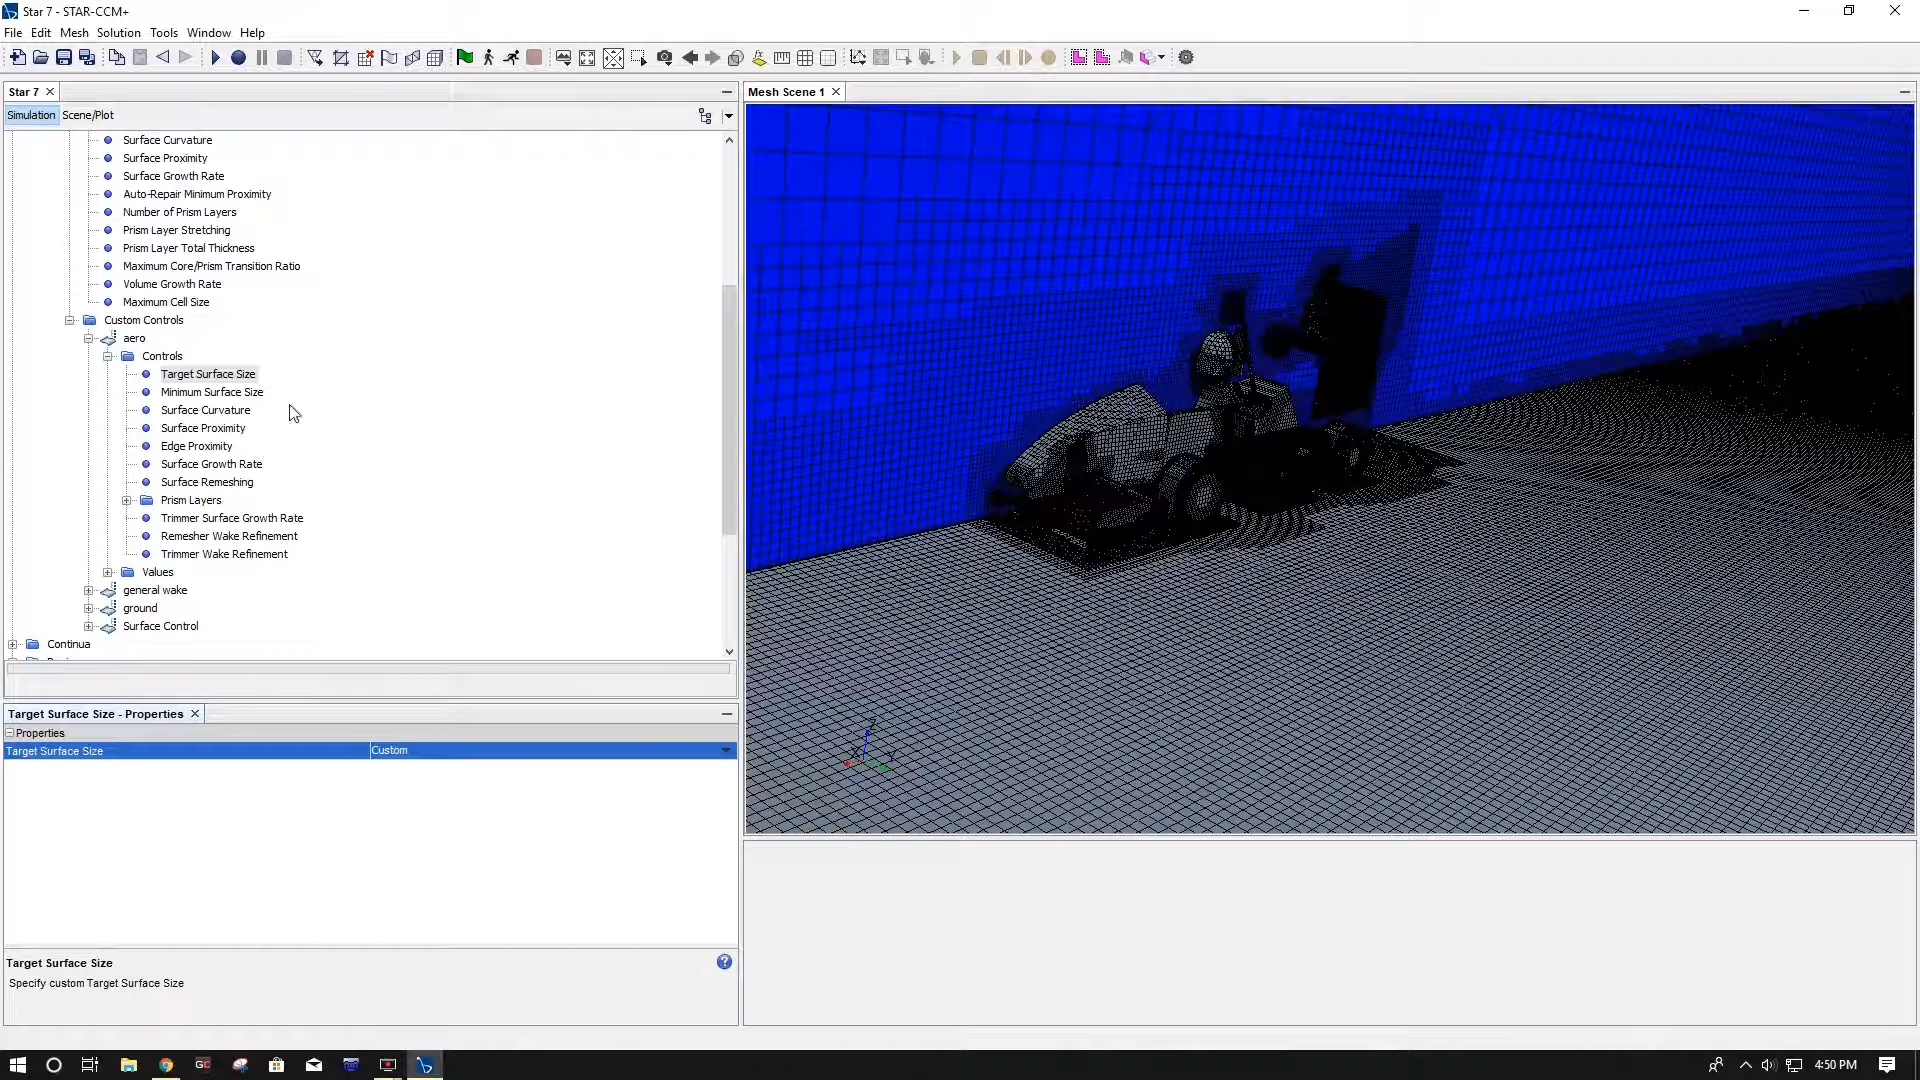 Star 7 - STAR-CCM+
File Edit Mesh Solution Tools Window Help
Star 7
Mesh Scene 1
Simulation Scene/Plot
Surface Curvature
Surface Proximity
Surface Growth Rate
Auto-Repair Minimum Proximity
Number of Prism Layers
Prism Layer Stretching
Prism Layer Total Thickness
Maximum Core/Prism Transition Ratio
Volume Growth Rate
Maximum Cell Size
Custom Controls
aero
Controls
Target Surface Size
Minimum Surface Size
Surface Curvature
Surface Proximity
Edge Proximity
Surface Growth Rate
Surface Remeshing
Prism Layers
Trimmer Surface Growth Rate
Remesher Wake Refinement
Trimmer Wake Refinement
Values
general wake
ground
Surface Control
Continua
Target Surface Size - Properties
Properties
Target Surface Size Custom
Target Surface Size
Specify custom Target Surface Size
Z
X
Y
GC
4:50 PM